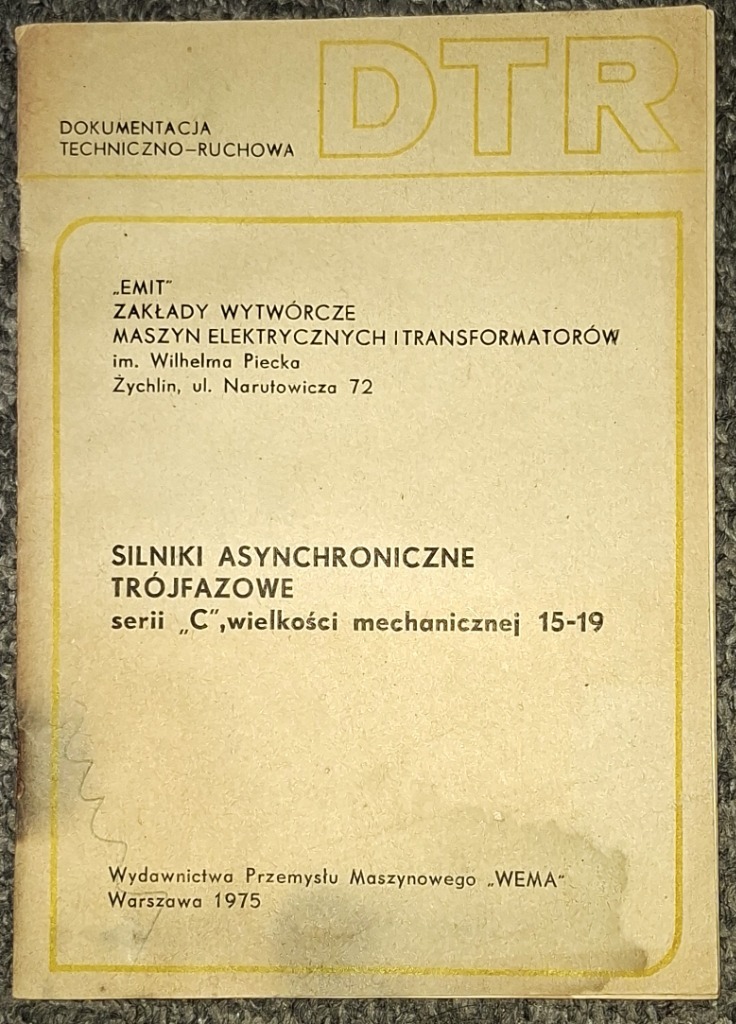 DTR
DOKUMENTACJA
TECHNICZNO-RUCHOWA
„EMIT"
ZAKŁADY WYTWÓRCZE
MASZYN ELEKTRYCZNYCH I TRANSFORMATORÓW
im. Wilhelma Piecka
Żychlin, ul. Narutowicza 72
SILNIKI ASYNCHRONICZNE
TRÓJFAZOWE
serii „C", wielkości mechanicznej 15-19
Wydawnictwa Przemysłu Maszynowego „WEMA"
Warszawa 1975